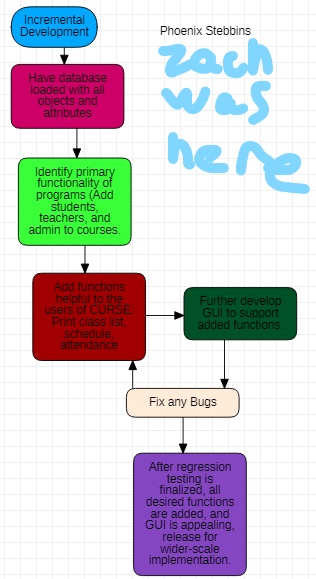 Incremental
Development
Phoenix Stebbins
zach
was
here
Have database
loaded with all
objects and
attributes
Identify primary
functionality of
programs (Add
students,
teachers, and
admin to courses.
Add functions
helpful to the
users of CURSE.
Print class list,
schedule,
attendance
Further develop
GUI to support
added functions.
Fix any Bugs
After regression
testing is
finalized, all
desired functions
are added, and
GUI is appealing,
release for
wider-scale
implementation.